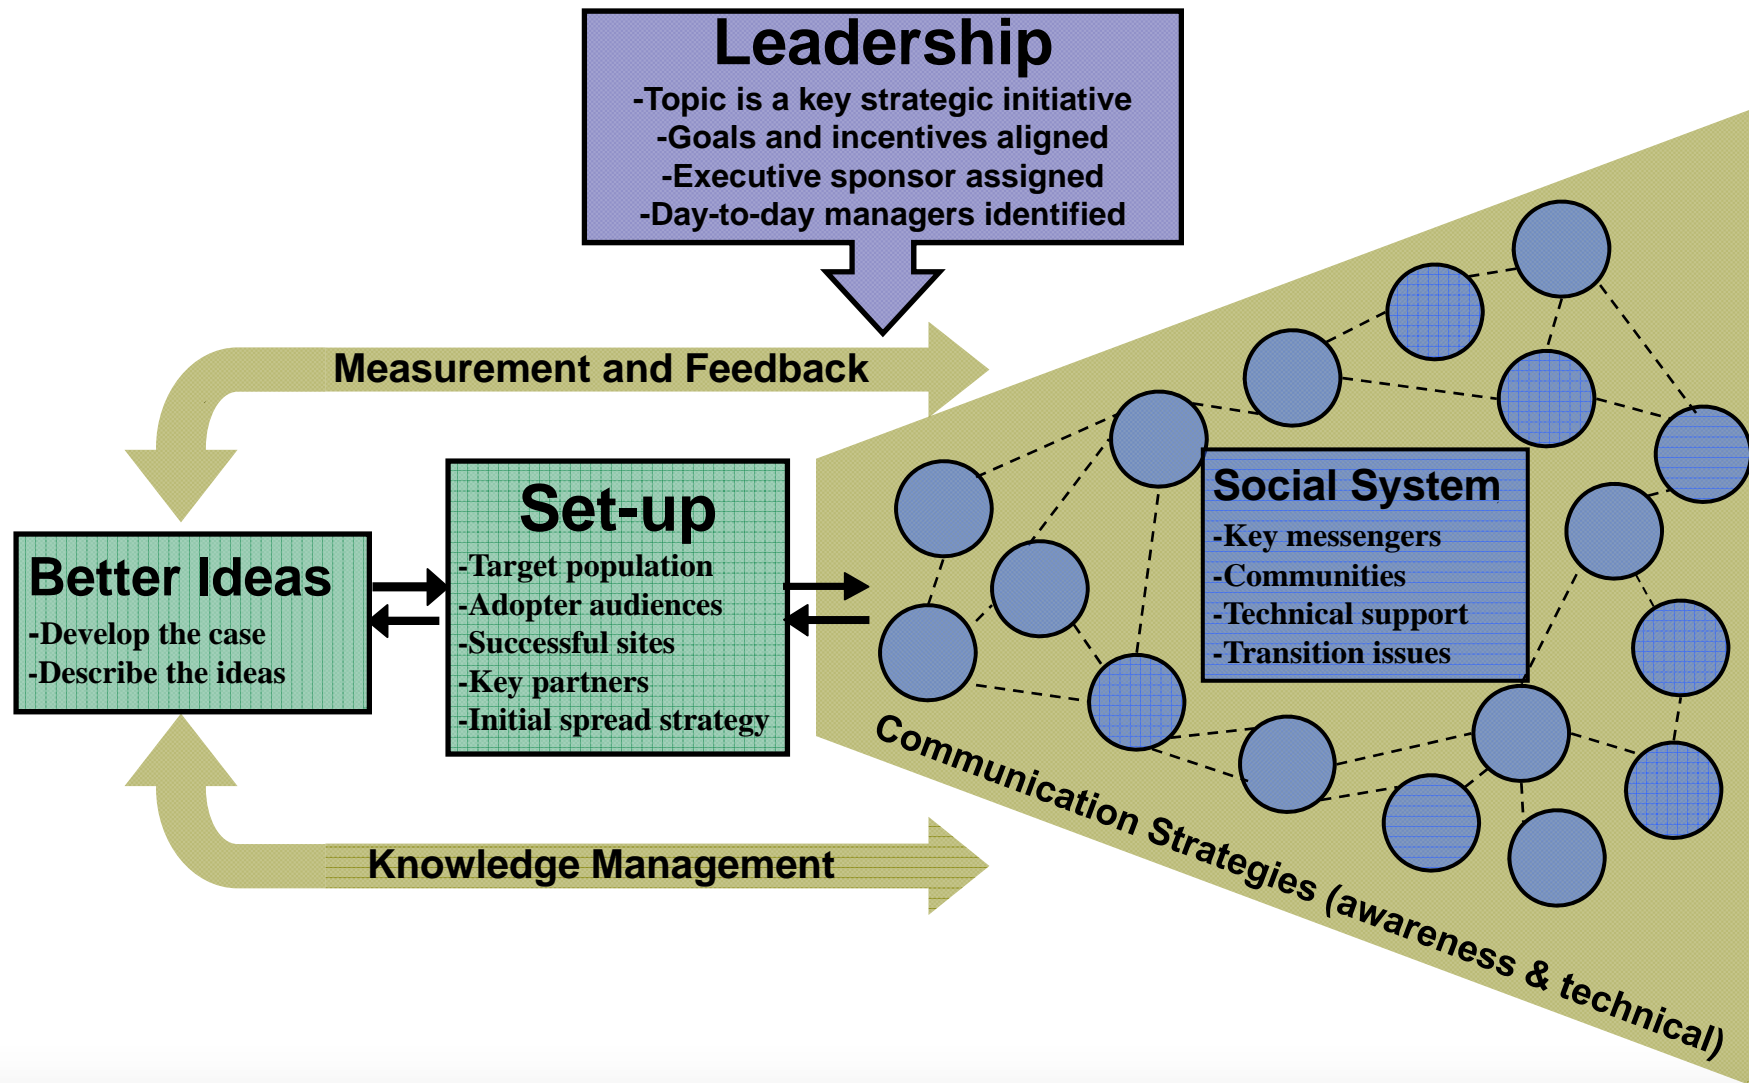 Leadership
-Topic is a key strategic initiative
-Goals and incentives aligned
-Executive sponsor assigned
-Day-to-day managers identified
Measurement and Feedback
Better Ideas
-Develop the case
-Describe the ideas
Set-up
-Target population
-Adopter audiences
-Successful sites
-Key partners
-Initial spread strategy
Social System
-Key messengers
-Communities
-Technical support
-Transition issues
Communication Strategies (awareness & technical)
Knowledge Management